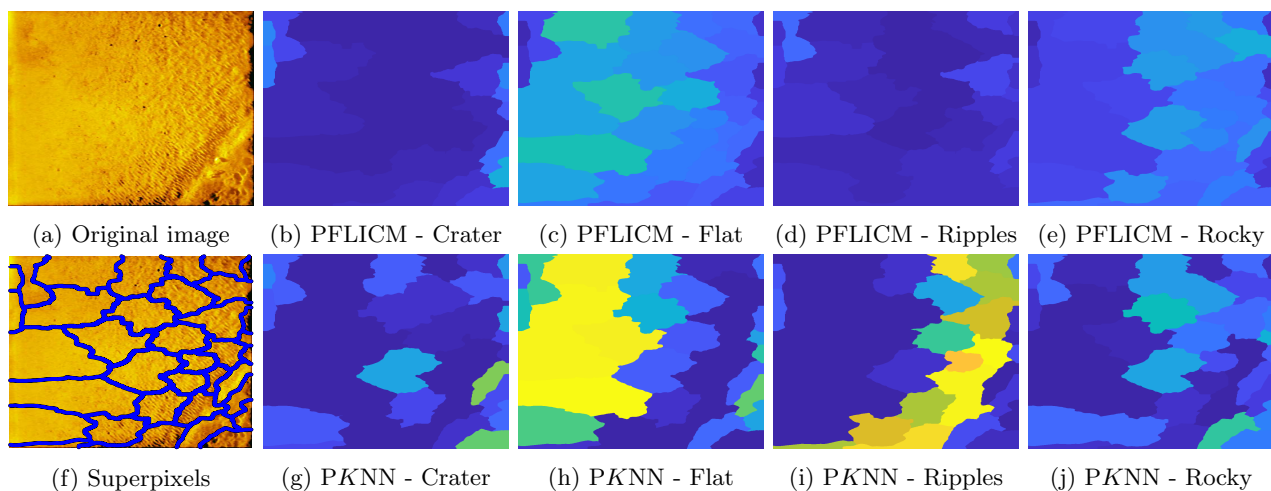 (a) Original image
(b) PFLICM - Crater
(c) PFLICM - Flat
(d) PFLICM - Ripples
(e) PFLICM - Rocky
(f) Superpixels
(g) PKNN - Crater
(h) PKNN - Flat
(i) PKNN - Ripples
(j) PKNN - Rocky